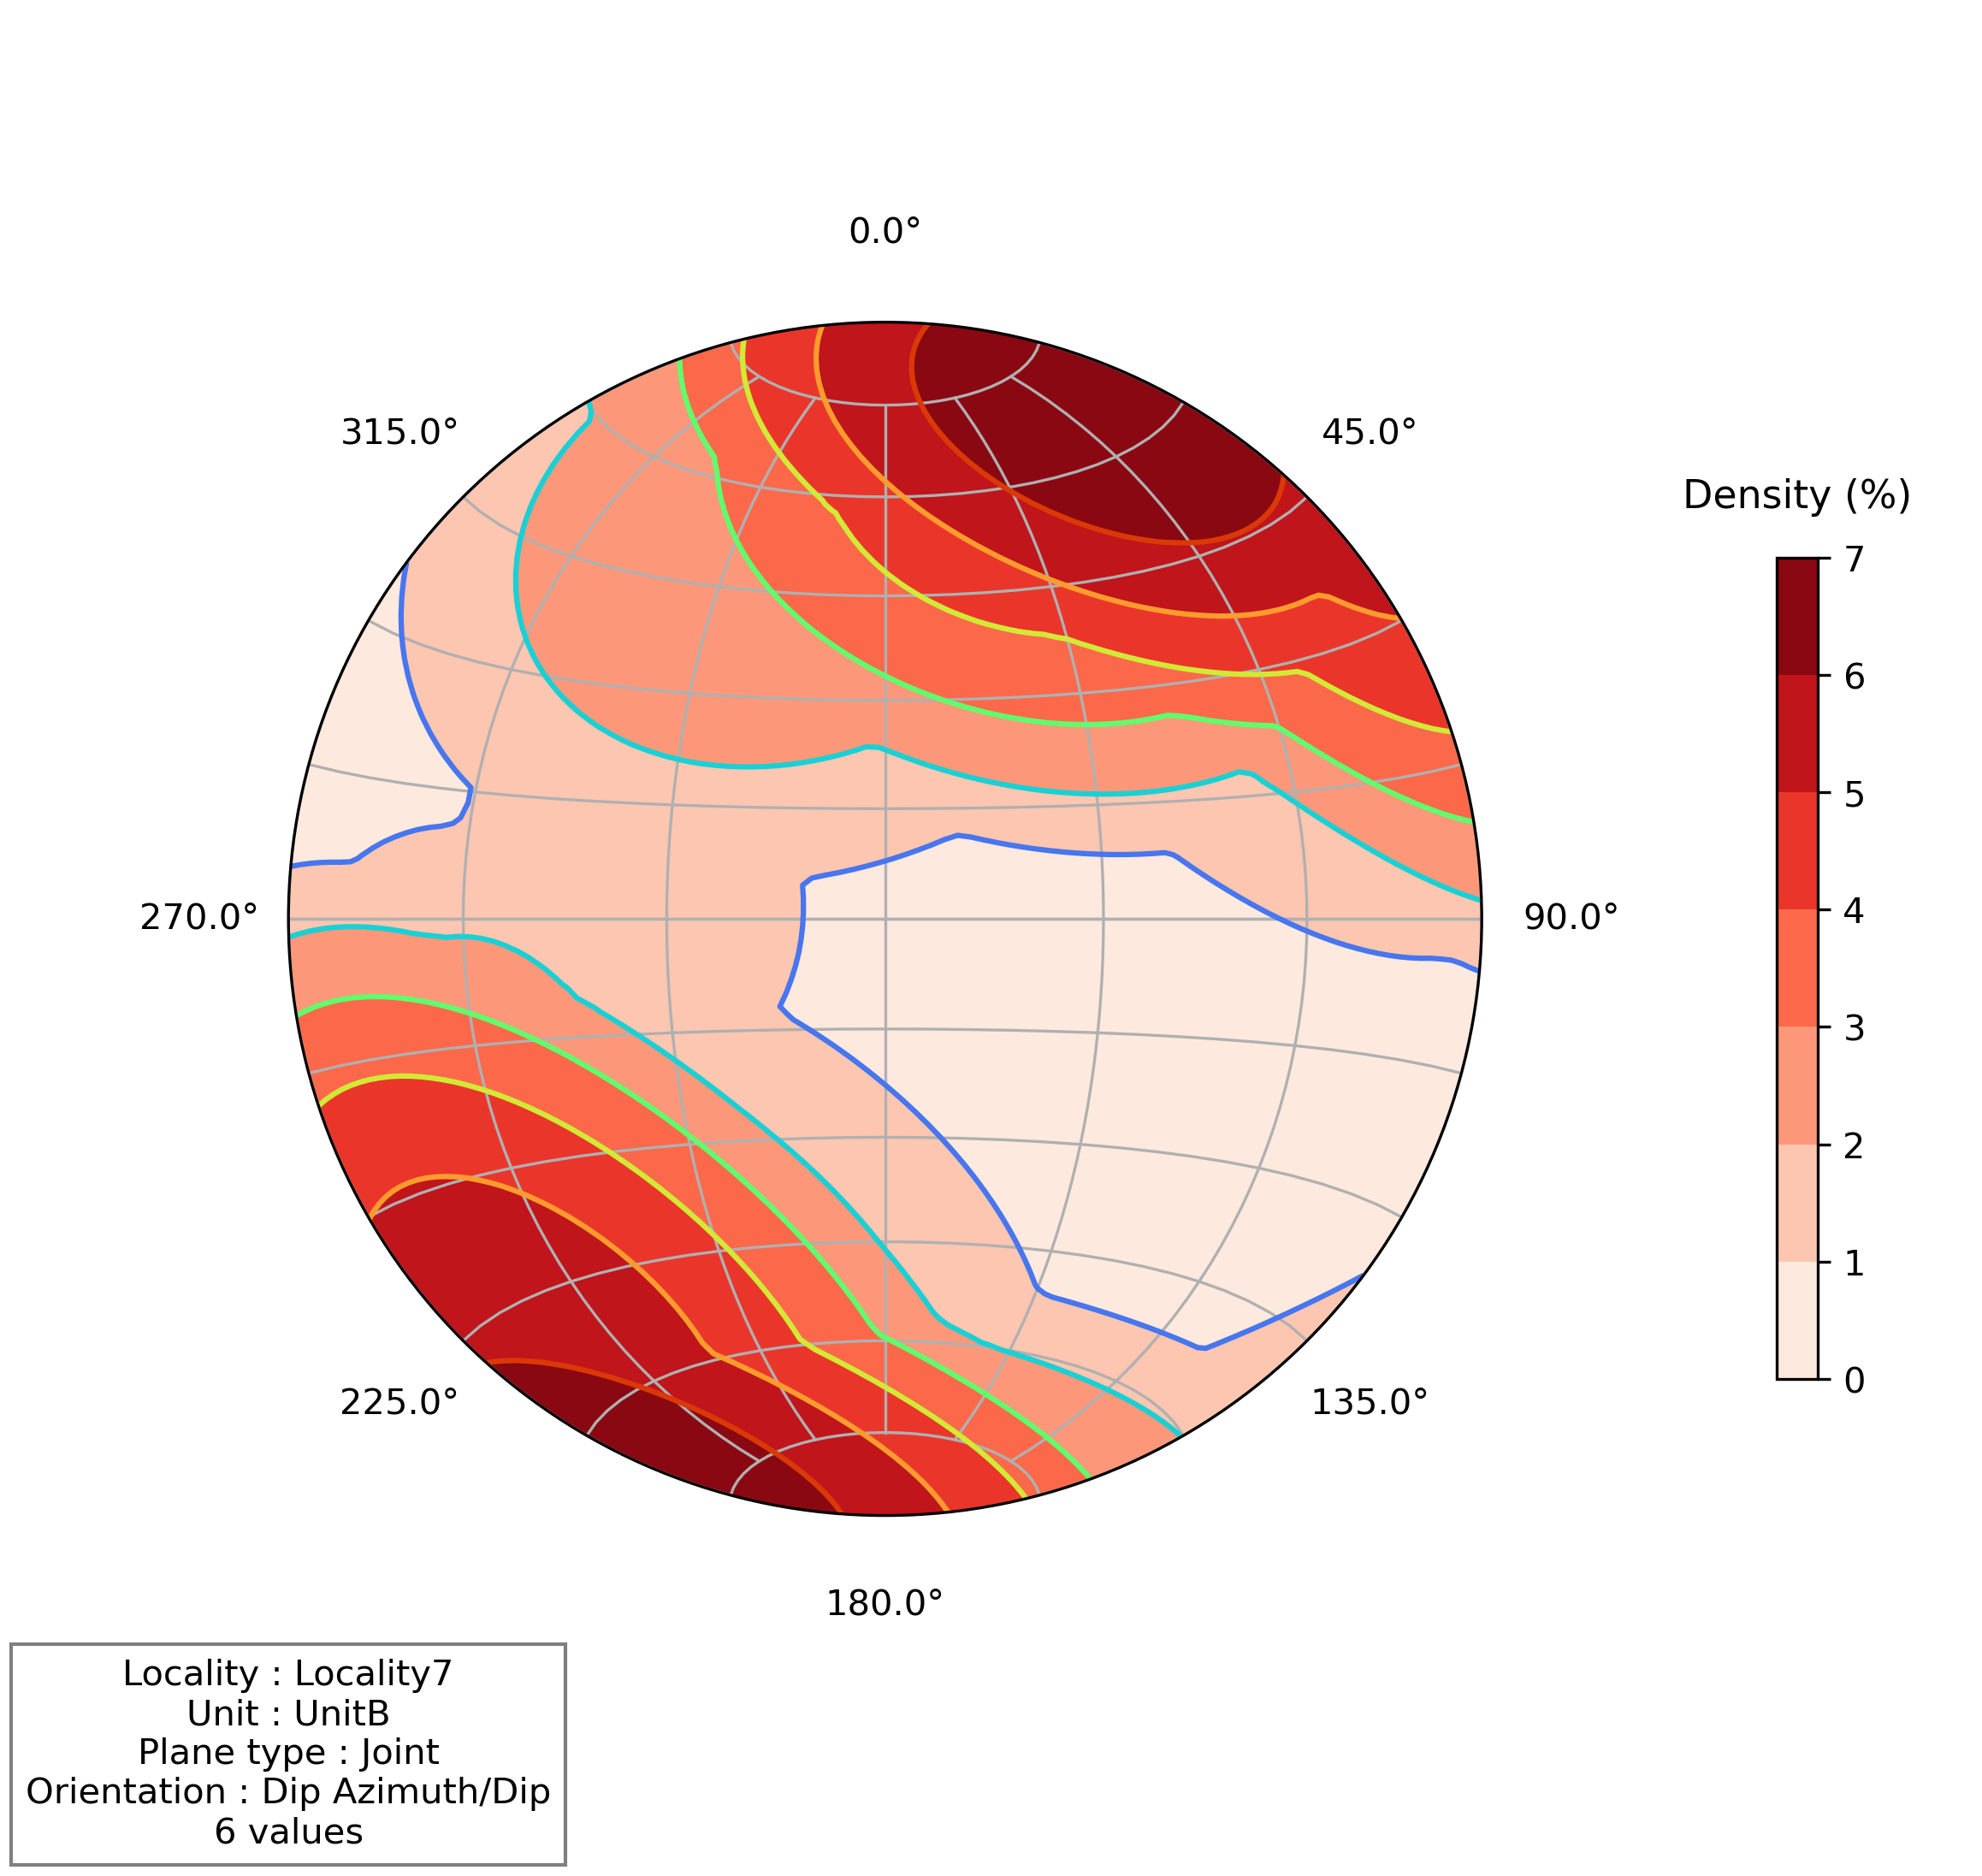 0.0°
315.0°
45.0°
Density (%)
7
6
5
270.0°
90.0°
4
3
2
1
225.0°
135.0°
0
180.0°
Locality : Locality7
Unit : UnitB
Plane type : Joint
Orientation : Dip Azimuth/Dip
6 values